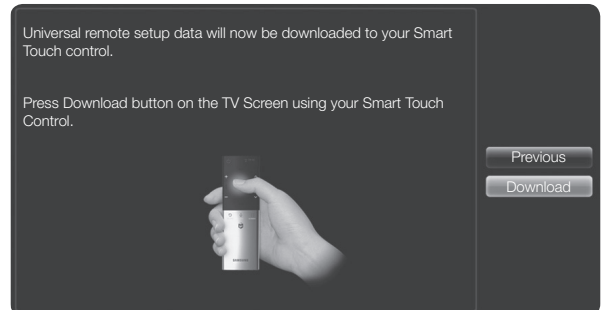 Universal remote setup data will now be downloaded to your Smart
Touch control.
Press Download button on the TV Screen using your Smart Touch
Control.
Previous
Download
SAMSUNG